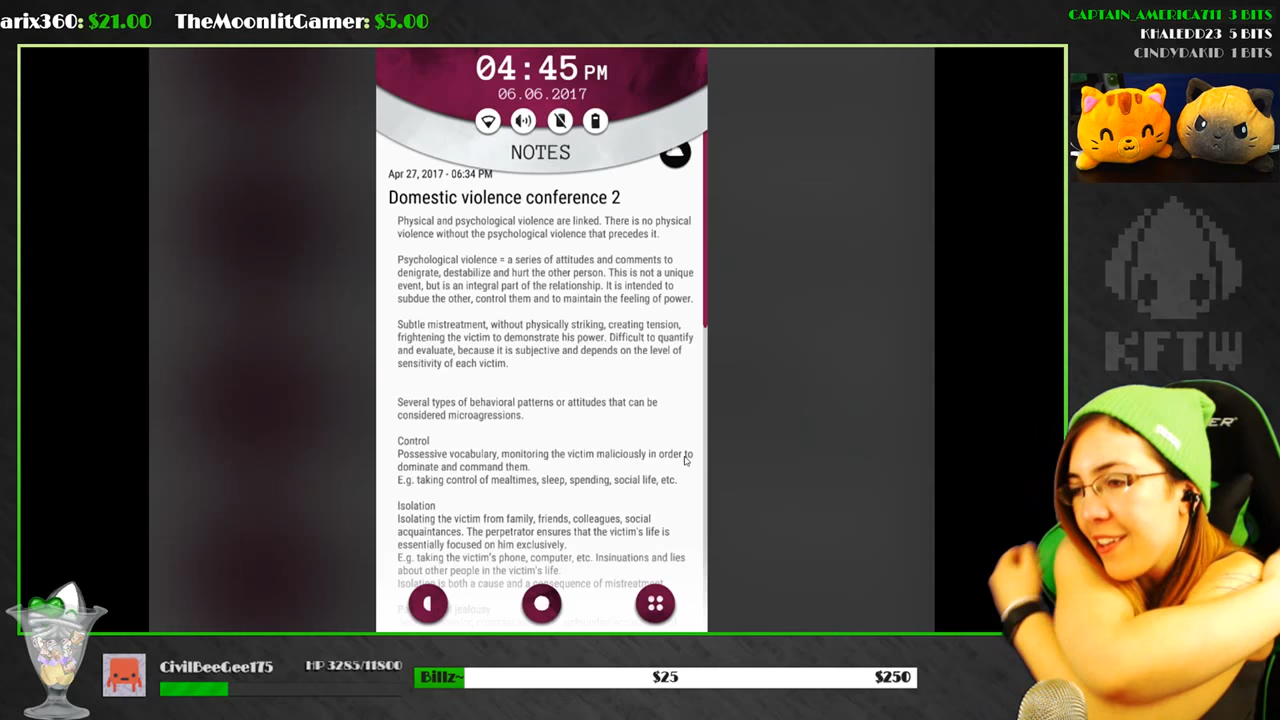 arix360: $21.00 TheMoonlitGamer: $5.00
CAPTAIN_AMERICA711 3 BITS
KHALEDD23 5 BITS
CINDYDAKID 1 BITS
04:45 PM
06.06.2017
NOTES
Apr 27, 2017 - 06:34 PM
Domestic violence conference 2
Physical and psychological violence are linked. There is no physical
violence without the psychological violence that precedes it.
Psychological violence = a series of attitudes and comments to
denigrate, destabilize and hurt the other person. This is not a unique
event, but is an integral part of the relationship. It is intended to
subdue the other, control them and to maintain the feeling of power.
Subtle mistreatment, without physically striking, creating tension,
frightening the victim to demonstrate his power. Difficult to quantify
and evaluate, because it is subjective and depends on the level of
sensitivity of each victim.
Several types of behavioral patterns or attitudes that can be
considered microagressions.
Control
Possessive vocabulary, monitoring the victim maliciously in order to
dominate and command them.
E.g. taking control of mealtimes, sleep, spending, social life, etc.
Isolation
Isolating the victim from family, friends, colleagues, social
acquaintances. The perpetrator ensures that the victim's life is
essentially focused on him exclusively.
E.g. taking the victim's phone, computer, etc. Insinuations and lies
about other people in the victim's life.
Isolation is both a cause and a consequence of mistreatment
jealousy
KFTW
CivilBeeGee175 HP 3285/11800
Billz~ $25 $250